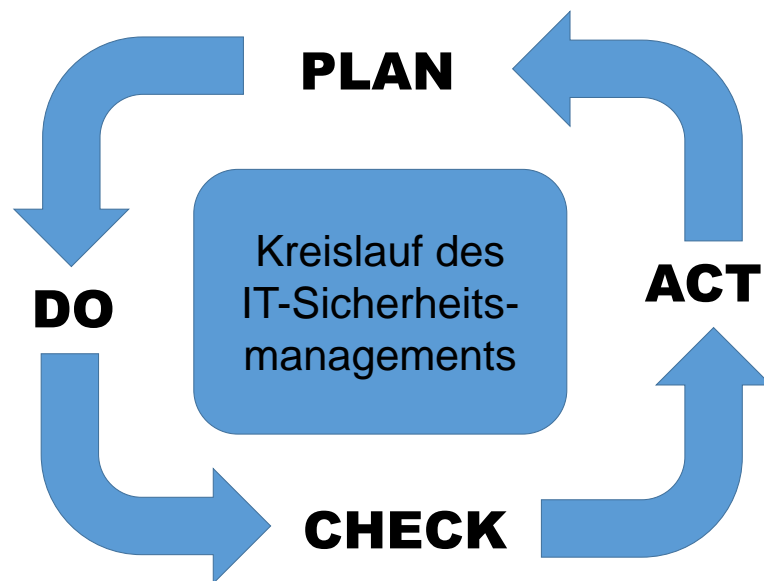 PLAN
Kreislauf des
IT-Sicherheits-
managements
ACT
DO
CHECK